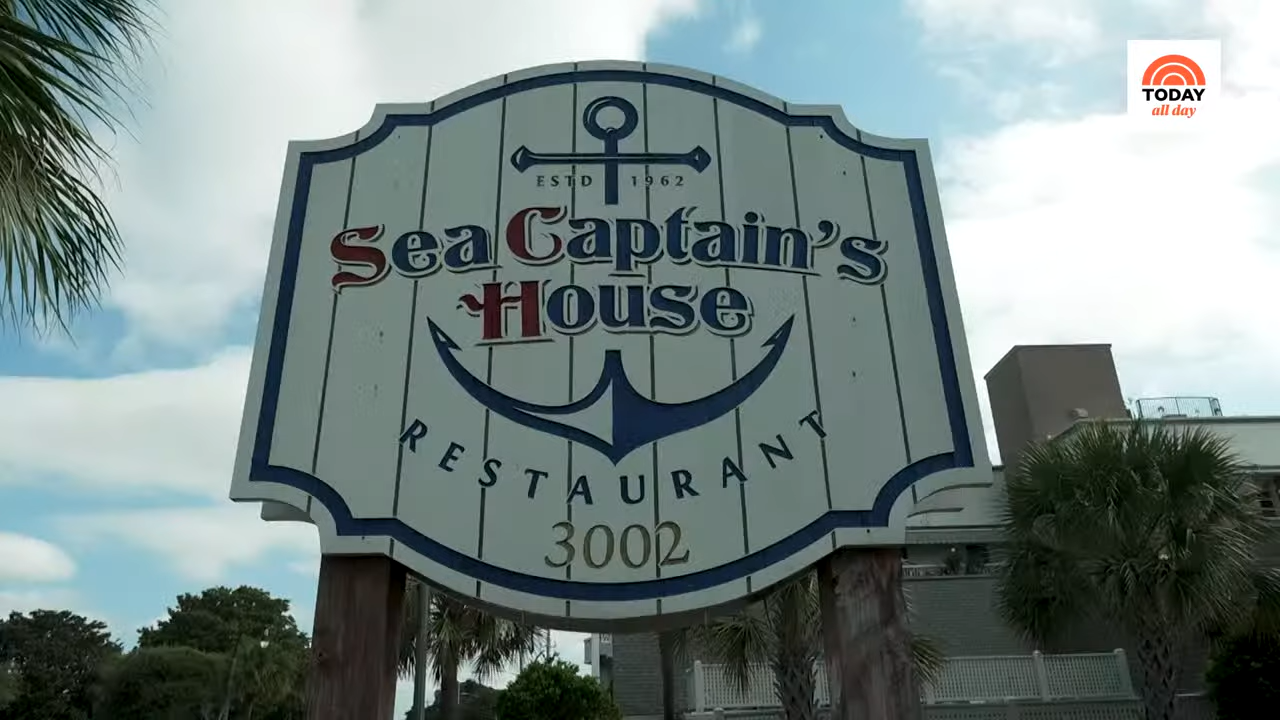 TODAY
all day
ESTD 1962
Sea Captain's
House
RESTAURANT
3002